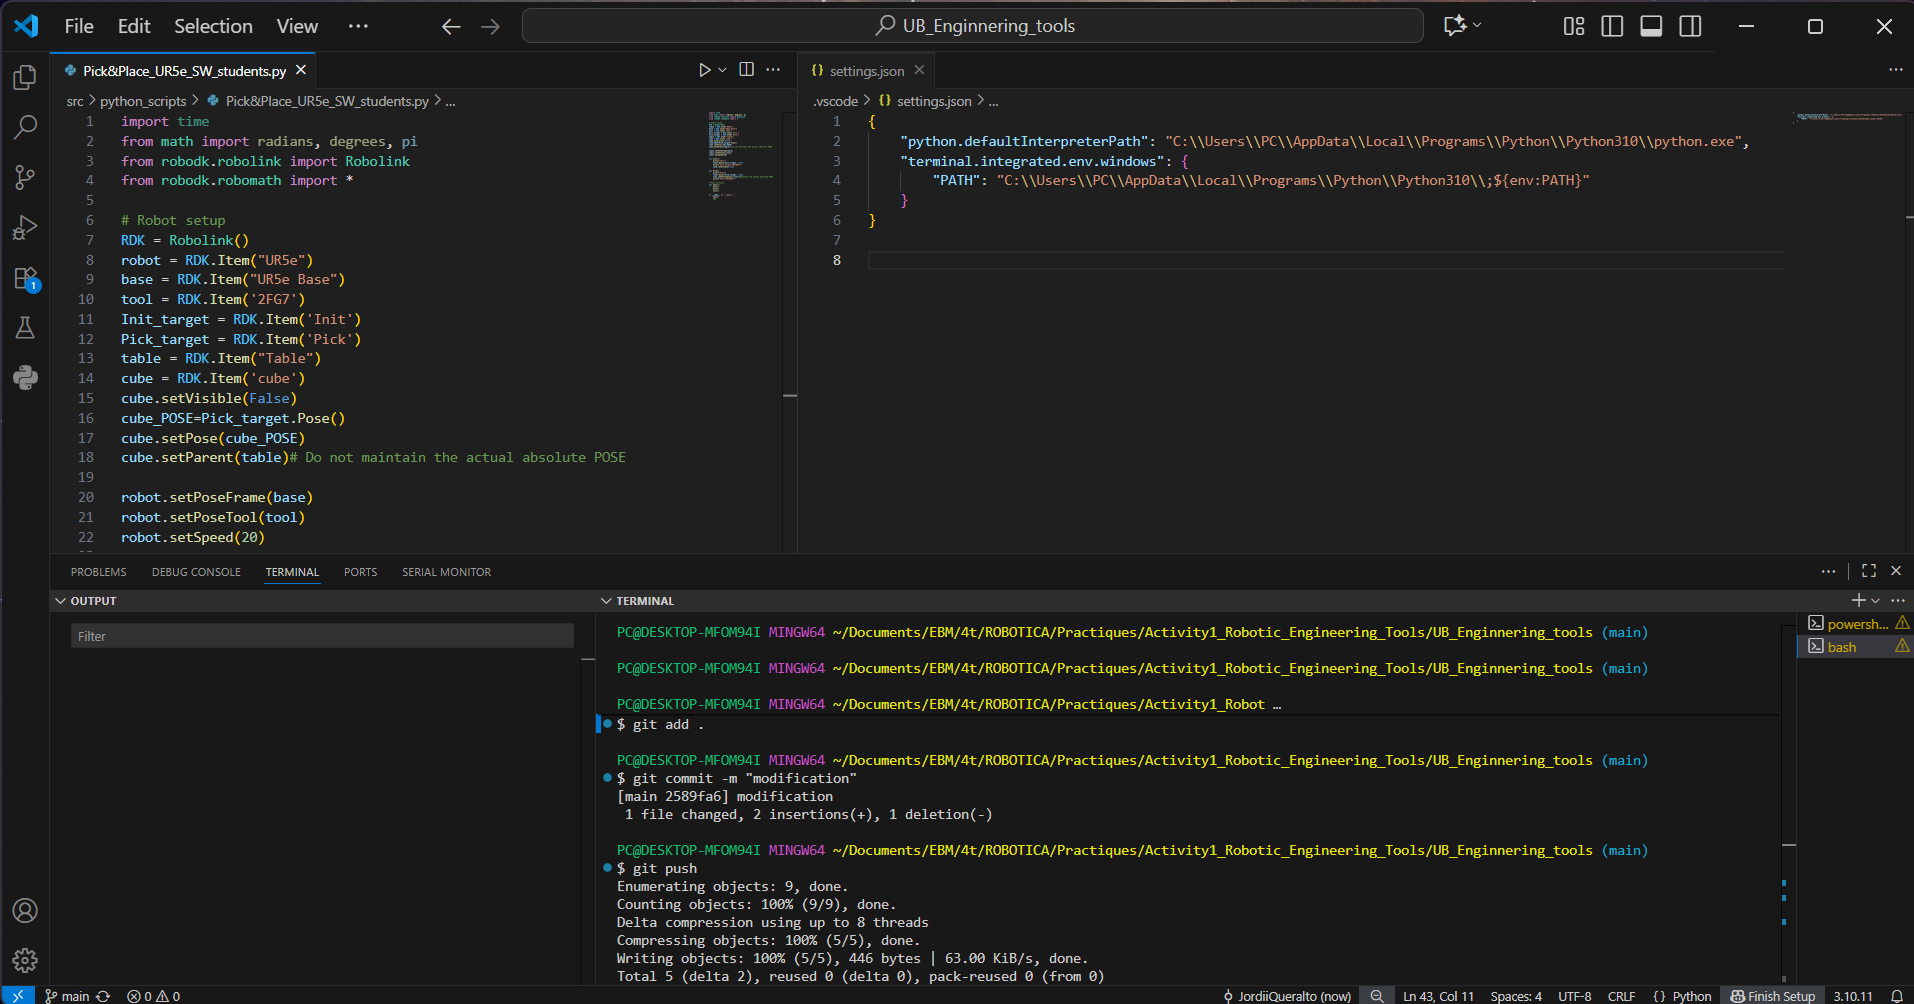 File Edit Selection View ··· UB_Enginnering_tools
Pick&Place_UR5e_SW_students.py
src > python_scripts > Pick&Place_UR5e_SW_students.py > ...
1 import time
2 from math import radians, degrees, pi
3 from robodk.robolink import Robolink
4 from robodk.robomath import *
5
6 # Robot setup
7 RDK = Robolink()
8 robot = RDK.Item("UR5e")
9 base = RDK.Item("UR5e Base")
10 tool = RDK.Item('2FG7')
11 Init_target = RDK.Item('Init')
12 Pick_target = RDK.Item('Pick')
13 table = RDK.Item("Table")
14 cube = RDK.Item('cube')
15 cube.setVisible(False)
16 cube_POSE=Pick_target.Pose()
17 cube.setPose(cube_POSE)
18 cube.setParent(table)# Do not maintain the actual absolute POSE
19
20 robot.setPoseFrame(base)
21 robot.setPoseTool(tool)
22 robot.setSpeed(20)
{} settings.json
.vscode > {} settings.json > ...
1 {
2 "python.defaultInterpreterPath": "C:\\Users\\PC\\AppData\\Local\\Programs\\Python\\Python310\\python.exe",
3 "terminal.integrated.env.windows": {
4 "PATH": "C:\\Users\\PC\\AppData\\Local\\Programs\\Python\\Python310\\;${env:PATH}"
5 }
6 }
7
8
1
PROBLEMS DEBUG CONSOLE TERMINAL PORTS SERIAL MONITOR
OUTPUT
Filter
TERMINAL
PC@DESKTOP-MFOM94I MINGW64 ~/Documents/EBM/4t/ROBOTICA/Practiques/Activity1_Robotic_Engineering_Tools/UB_Enginnering_tools (main)
PC@DESKTOP-MFOM94I MINGW64 ~/Documents/EBM/4t/ROBOTICA/Practiques/Activity1_Robotic_Engineering_Tools/UB_Enginnering_tools (main)
PC@DESKTOP-MFOM94I MINGW64 ~/Documents/EBM/4t/ROBOTICA/Practiques/Activity1_Robot …
$ git add .
PC@DESKTOP-MFOM94I MINGW64 ~/Documents/EBM/4t/ROBOTICA/Practiques/Activity1_Robotic_Engineering_Tools/UB_Enginnering_tools (main)
$ git commit -m "modification"
[main 2589fa6] modification
1 file changed, 2 insertions(+), 1 deletion(-)
PC@DESKTOP-MFOM94I MINGW64 ~/Documents/EBM/4t/ROBOTICA/Practiques/Activity1_Robotic_Engineering_Tools/UB_Enginnering_tools (main)
$ git push
Enumerating objects: 9, done.
Counting objects: 100% (9/9), done.
Delta compression using up to 8 threads
Compressing objects: 100% (5/5), done.
Writing objects: 100% (5/5), 446 bytes | 63.00 KiB/s, done.
Total 5 (delta 2), reused 0 (delta 0), pack-reused 0 (from 0)
powersh...
bash
main 0 0 JordiiQueralto (now) Ln 43, Col 11 Spaces: 4 UTF-8 CRLF {} Python Finish Setup 3.10.11